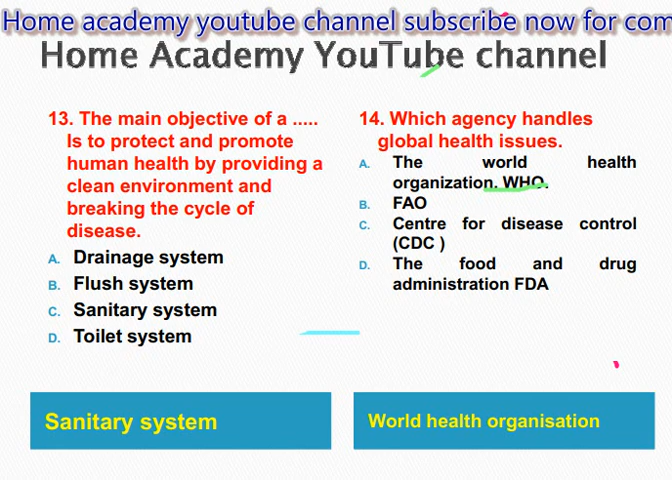 Home academy youtube channel subscribe now for com
Home Academy YouTube channel
13. The main objective of a .....
Is to protect and promote
human health by providing a
clean environment and
breaking the cycle of
disease.
A. Drainage system
B. Flush system
C. Sanitary system
D. Toilet system
Sanitary system
14. Which agency handles
global health issues.
A. The world health
organization. WHO.
B. FAO
C. Centre for disease control
(CDC )
D. The food and drug
administration FDA
World health organisation